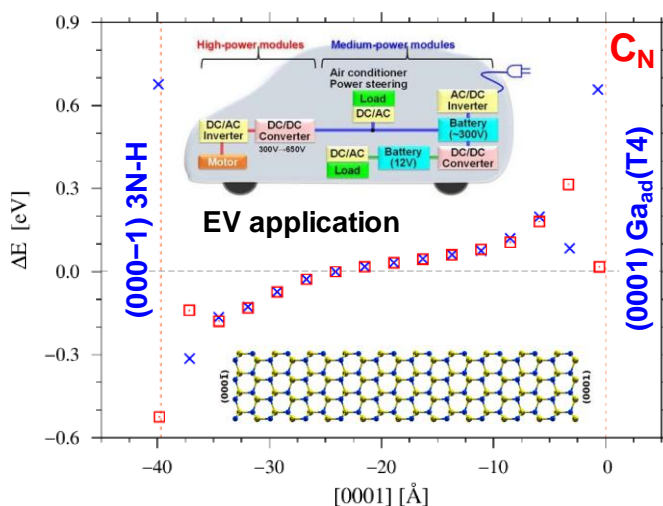 0.9
0.6
0.3
0.0
−0.3
−0.6
ΔE [eV]
−40
−30
−20
−10
0
[0001] [Å]
(000−1) 3N-H
(0001) Ga_ad(T4)
C_N
High-power modules
Medium-power modules
Air conditioner
Power steering
Load
DC/AC
AC/DC
Inverter
Battery
(~300V)
DC/AC
Inverter
DC/DC
Converter
300V→650V
Motor
DC/AC
Load
Battery
(12V)
DC/DC
Converter
EV application
(0001̄)
(0001)